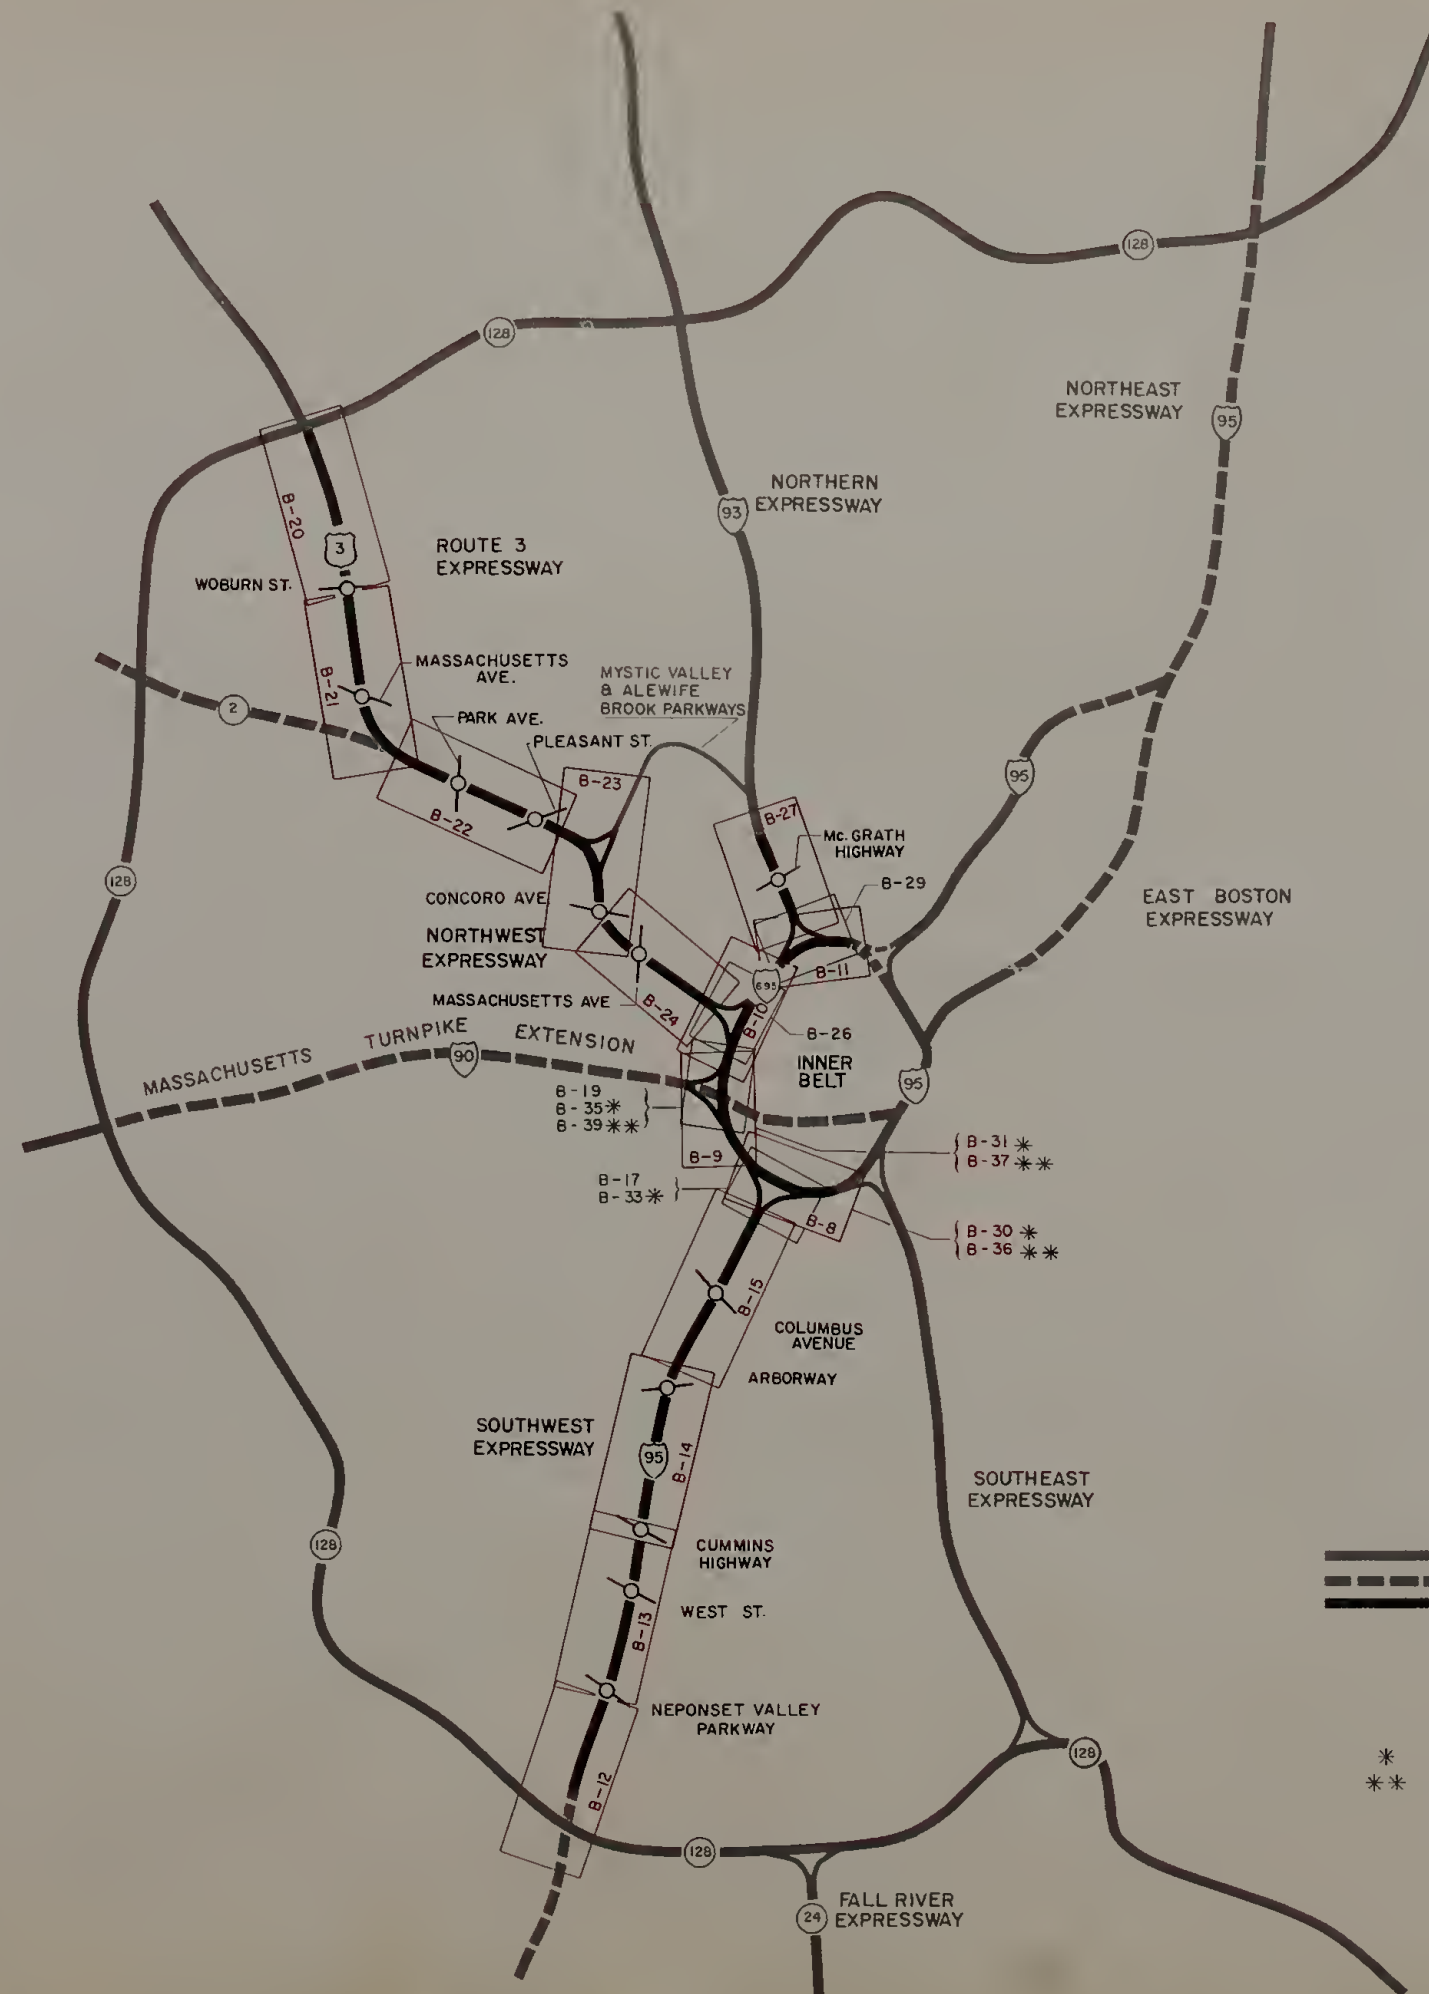 128
128
NORTHEAST
EXPRESSWAY
95
NORTHERN
EXPRESSWAY
93
B-20
3
ROUTE 3
EXPRESSWAY
WOBURN ST.
B-21
MASSACHUSETTS
AVE.
MYSTIC VALLEY
& ALEWIFE
BROOK PARKWAYS
2
PARK AVE.
PLEASANT ST.
B-23
B-22
95
B-27
Mc. GRATH
HIGHWAY
B-29
128
CONCORO AVE.
EAST BOSTON
EXPRESSWAY
NORTHWEST
EXPRESSWAY
B-11
695
MASSACHUSETTS AVE
B-24
B-10
B-26
MASSACHUSETTS TURNPIKE EXTENSION
90
INNER
BELT
95
B-19
B-35*
B-39**
B-31 *
B-37 **
B-9
B-17
B-33*
B-8
B-30 *
B-36 **
B-15
COLUMBUS
AVENUE
ARBORWAY
SOUTHWEST
EXPRESSWAY
95
B-14
SOUTHEAST
EXPRESSWAY
128
CUMMINS
HIGHWAY
WEST ST.
B-13
NEPONSET VALLEY
PARKWAY
128
*
**
B-12
128
24
FALL RIVER
EXPRESSWAY